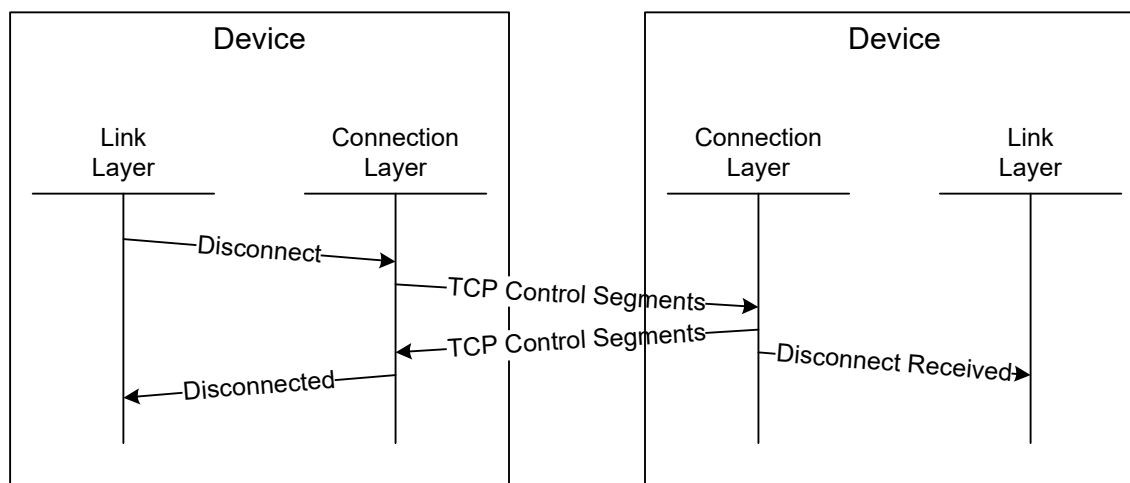 Device
Device
Link
Layer
Connection
Layer
Connection
Layer
Link
Layer
Disconnect
TCP Control Segments
TCP Control Segments
Disconnect Received
Disconnected